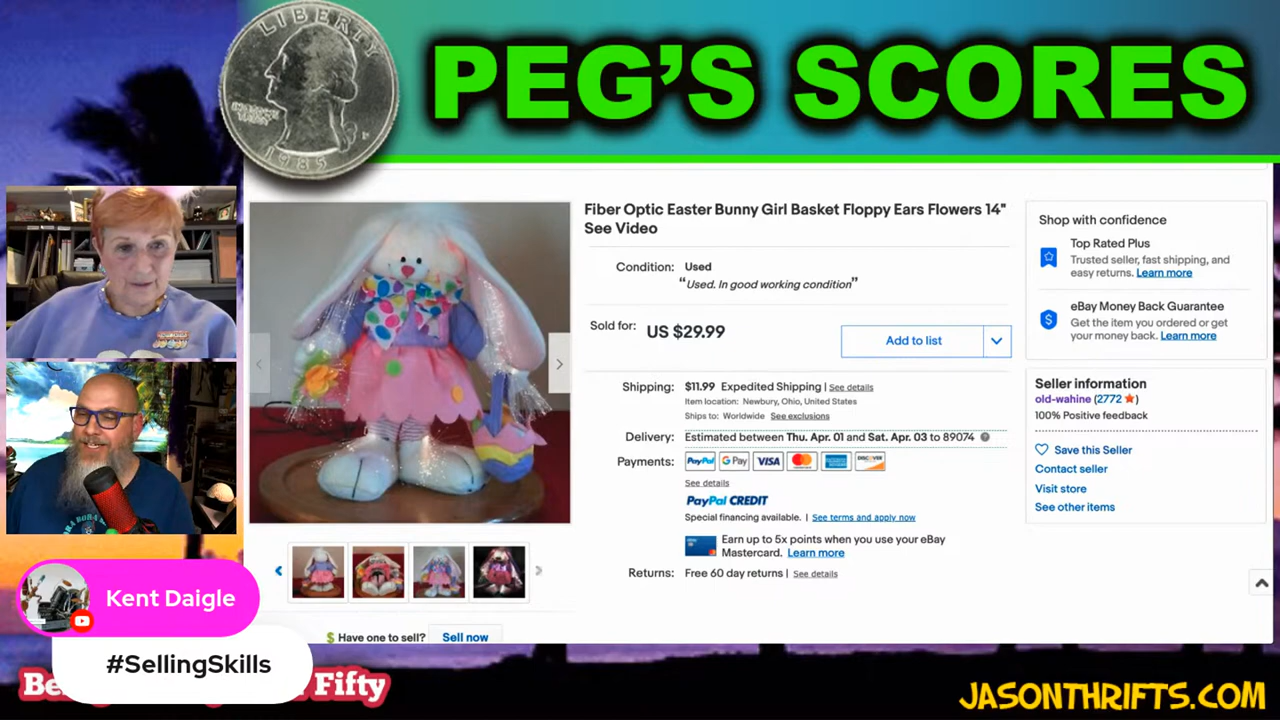 LIBERTY
1985
PEG'S SCORES
Fiber Optic Easter Bunny Girl Basket Floppy Ears Flowers 14"
See Video
Condition: Used
"Used. In good working condition"
Sold for: US $29.99
Add to list
Shipping: $11.99 Expedited Shipping | See details
Item location: Newbury, Ohio, United States
Ships to: Worldwide See exclusions
Delivery: Estimated between Thu. Apr. 01 and Sat. Apr. 03 to 89074
Payments: PayPal G Pay VISA MasterCard DISCOVER
See details
PayPal CREDIT
Special financing available. | See terms and apply now
Earn up to 5x points when you use your eBay
Mastercard. Learn more
Returns: Free 60 day returns | See details
$ Have one to sell? Sell now
Shop with confidence
Top Rated Plus
Trusted seller, fast shipping, and
easy returns. Learn more
eBay Money Back Guarantee
Get the item you ordered or get
your money back. Learn more
Seller information
old-wahine (2772 )
100% Positive feedback
Save this Seller
Contact seller
Visit store
See other items
Kent Daigle
#SellingSkills
Be
Fifty
JASONTHRIFTS.COM